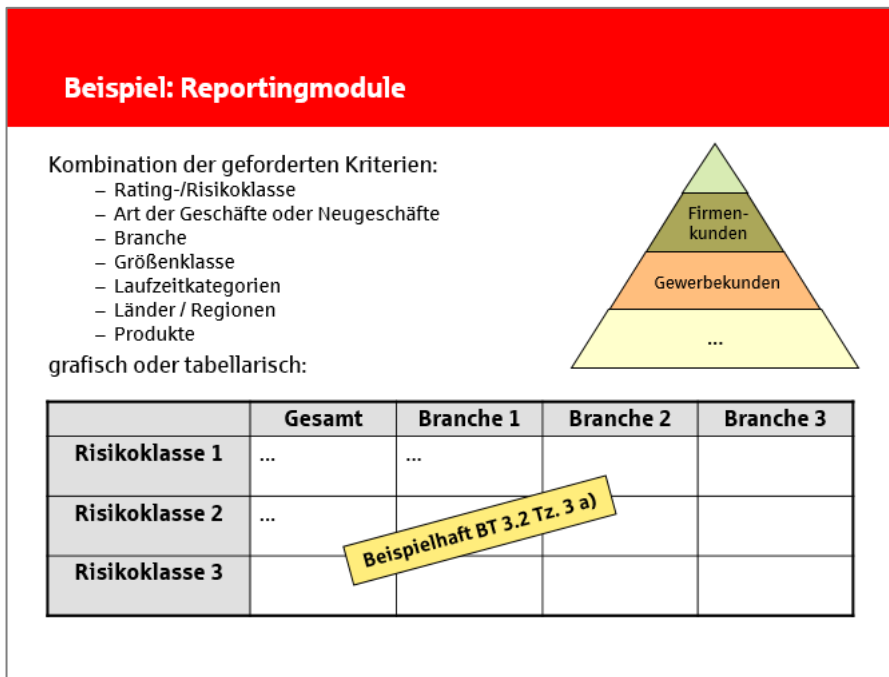 Beispiel: Reportingmodule
Kombination der geforderten Kriterien:
– Rating-/Risikoklasse
– Art der Geschäfte oder Neugeschäfte
– Branche
– Größenklasse
– Laufzeitkategorien
– Länder / Regionen
– Produkte
grafisch oder tabellarisch:
Firmen-
kunden
Gewerbekunden
...
Gesamt Branche 1 Branche 2 Branche 3
Risikoklasse 1 ... ...
Risikoklasse 2 ...
Risikoklasse 3
Beispielhaft BT 3.2 Tz. 3 a)